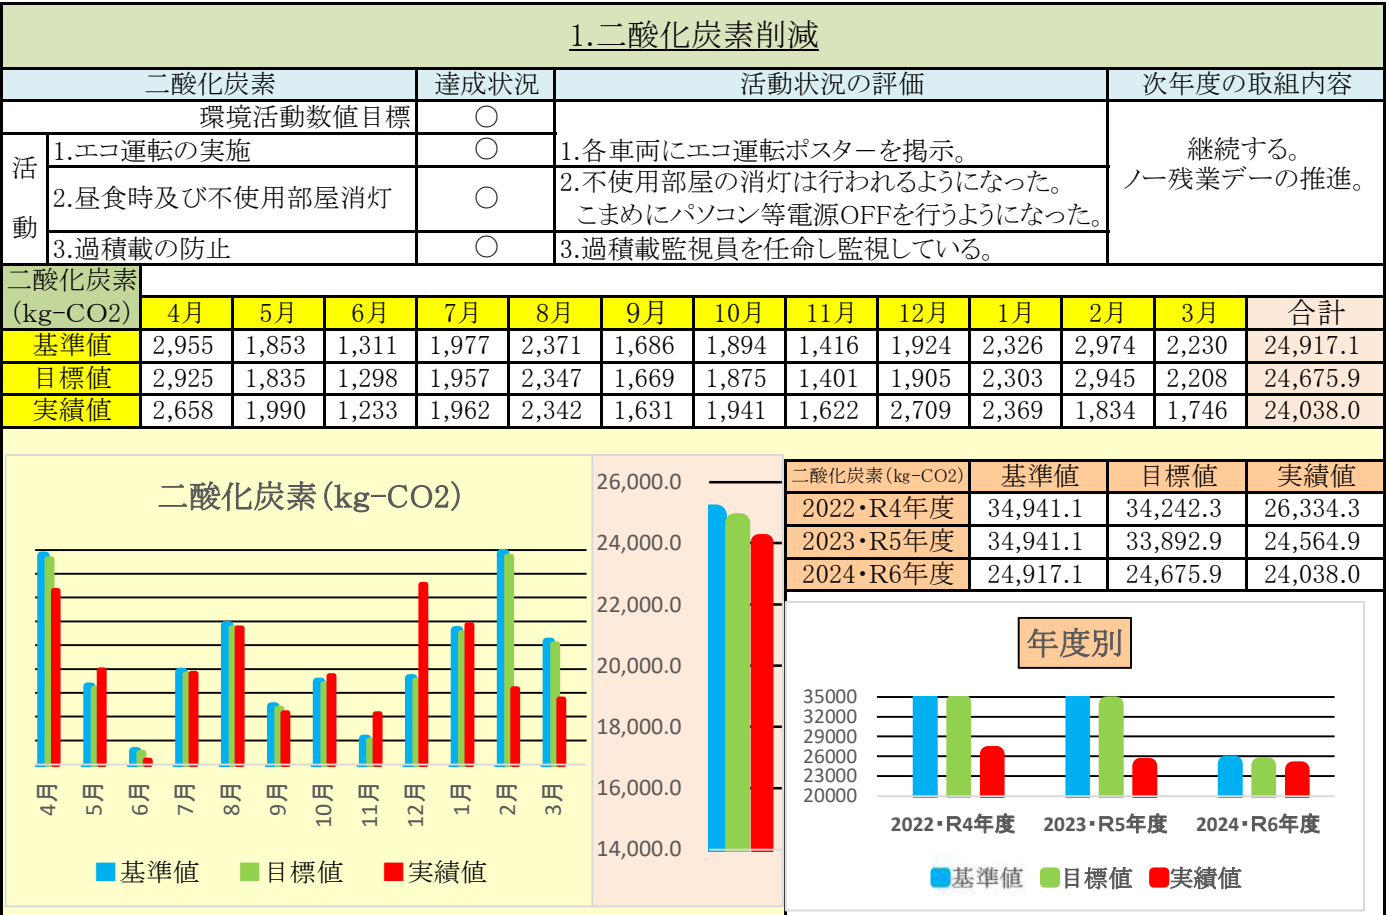 1.二酸化炭素削減
二酸化炭素 達成状況 活動状況の評価 次年度の取組内容
環境活動数値目標 〇
活動
1.エコ運転の実施 〇 1.各車両にエコ運転ポスターを掲示。
2.昼食時及び不使用部屋消灯 〇 2.不使用部屋の消灯は行われるようになった。
こまめにパソコン等電源OFFを行うようになった。
3.過積載の防止 〇 3.過積載監視員を任命し監視している。
継続する。
ノー残業デーの推進。
二酸化炭素
(kg-CO2) 4月 5月 6月 7月 8月 9月 10月 11月 12月 1月 2月 3月 合計
基準値 2,955 1,853 1,311 1,977 2,371 1,686 1,894 1,416 1,924 2,326 2,974 2,230 24,917.1
目標値 2,925 1,835 1,298 1,957 2,347 1,669 1,875 1,401 1,905 2,303 2,945 2,208 24,675.9
実績値 2,658 1,990 1,233 1,962 2,342 1,631 1,941 1,622 2,709 2,369 1,834 1,746 24,038.0
二酸化炭素(kg-CO2)
4月 5月 6月 7月 8月 9月 10月 11月 12月 1月 2月 3月
基準値 目標値 実績値
26,000.0
24,000.0
22,000.0
20,000.0
18,000.0
16,000.0
14,000.0
二酸化炭素(kg-CO2) 基準値 目標値 実績値
2022・R4年度 34,941.1 34,242.3 26,334.3
2023・R5年度 34,941.1 33,892.9 24,564.9
2024・R6年度 24,917.1 24,675.9 24,038.0
年度別
35000
32000
29000
26000
23000
20000
2022・R4年度 2023・R5年度 2024・R6年度
基準値 目標値 実績値